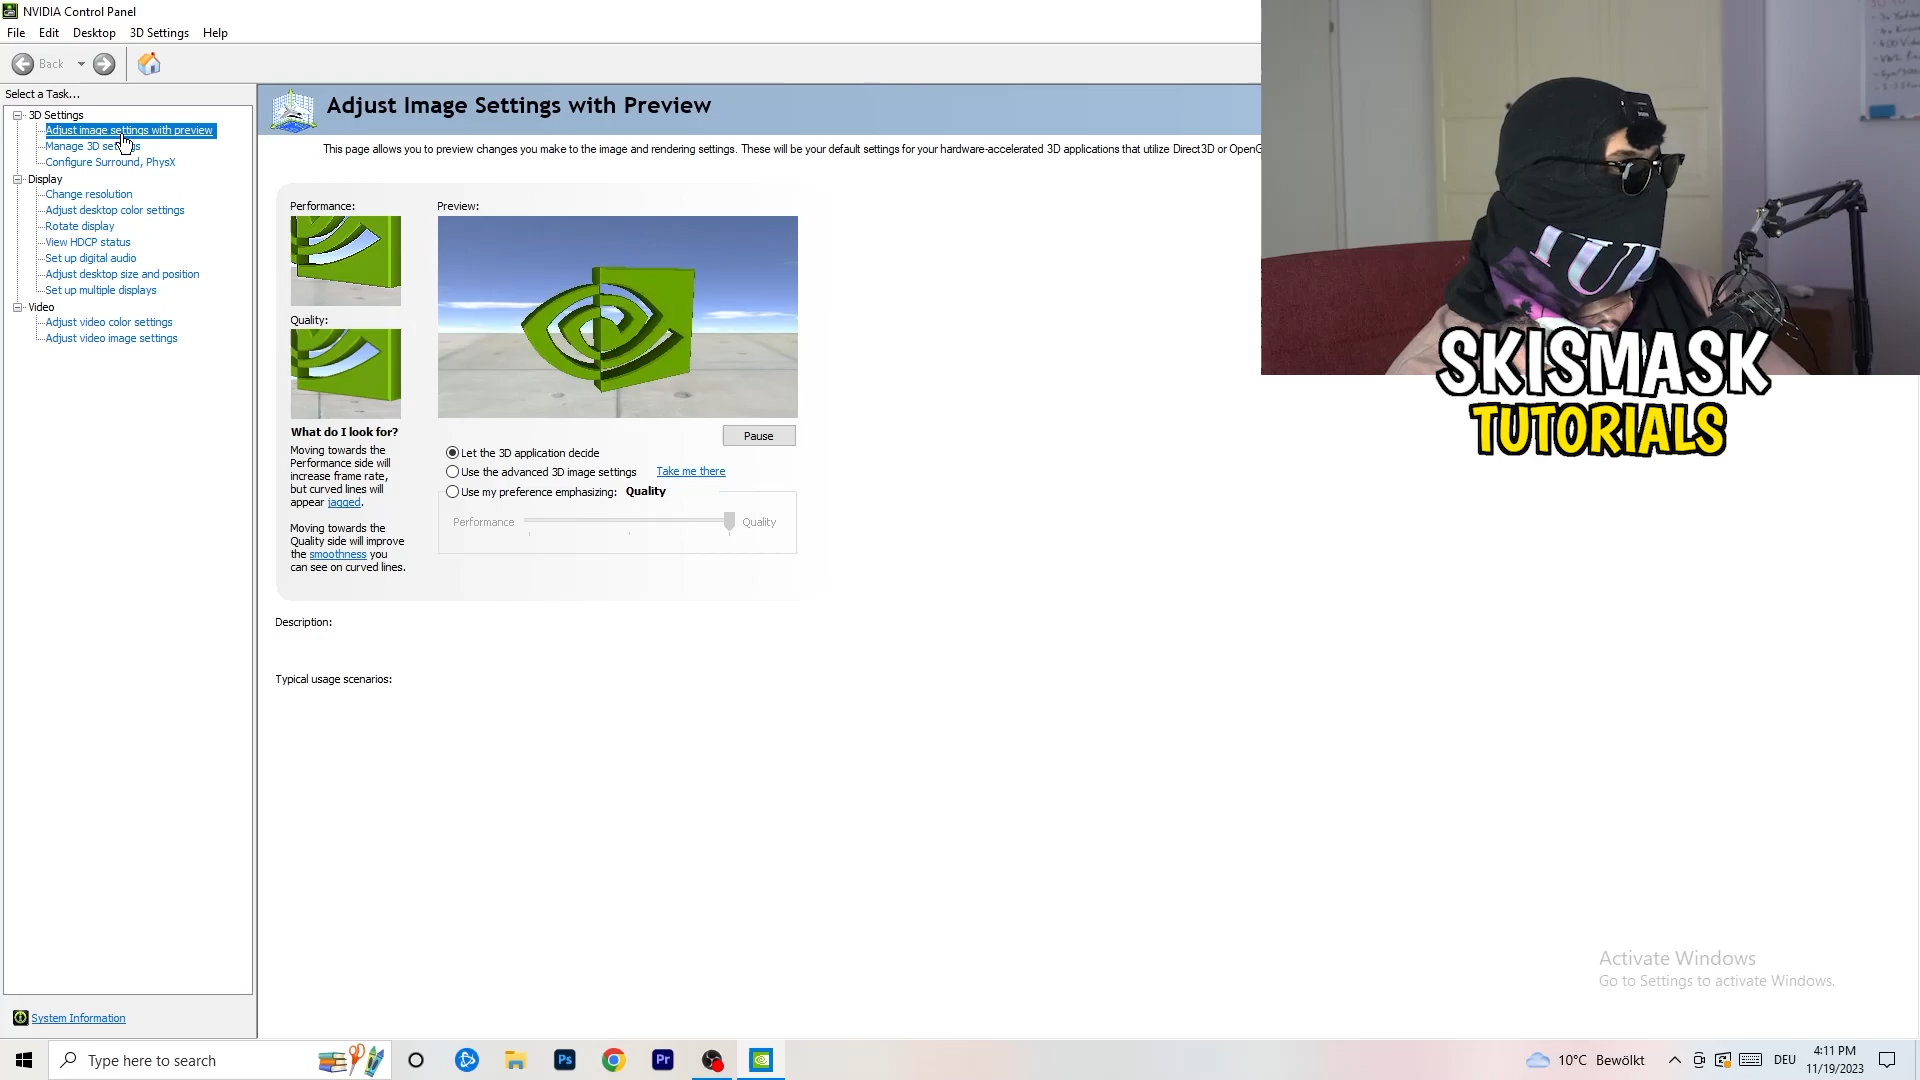 NVIDIA Control Panel
File Edit Desktop 3D Settings Help
Back
Select a Task...
3D Settings
Adjust image settings with preview
Manage 3D
Configure Surround, PhysX
Display
Change resolution
Adjust desktop color settings
Rotate display
View HDCP status
Set up digital audio
Adjust desktop size and position
Set up multiple displays
Video
Adjust video color settings
Adjust video image settings
System Information
Adjust Image Settings with Preview
This page allows you to preview changes you make to the image and rendering settings. These will be your default settings for your hardware-accelerated 3D applications that utilize Direct3D or
Performance:
Quality:
What do I look for?
Moving towards the
Performance side will
increase frame rate,
but curved lines will
appear jagged.
Moving towards the
Quality side will improve
the smoothness you
can see on curved lines.
Preview:
Pause
Let the 3D application decide
Use the advanced 3D image settings Take me there
Use my preference emphasizing: Quality
Performance Quality
Description:
Typical usage scenarios:
IU
SKISMASK
TUTORIALS
Activate Windows
Go to Settings to activate Windows.
Type here to search
Ps
Pr
10°C Bewölkt
DEU
4:11 PM
11/19/2023